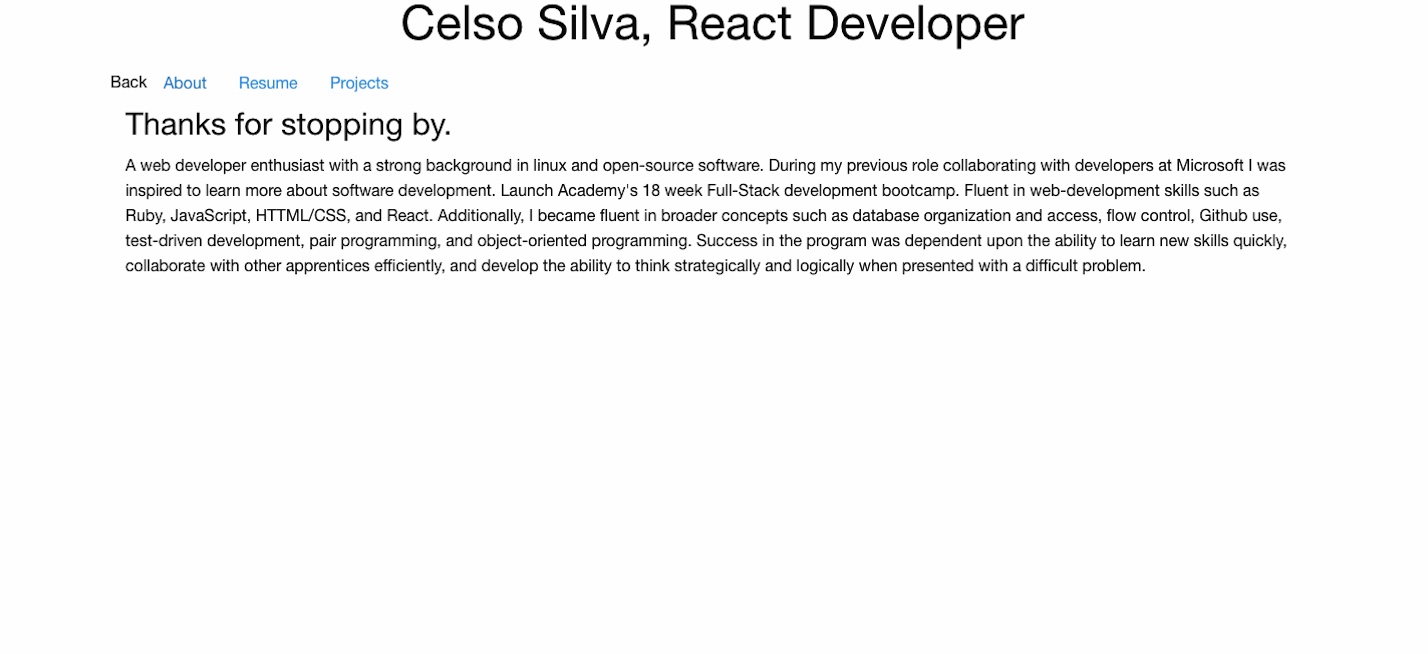 Celso Silva, React Developer
Back About Resume Projects
Thanks for stopping by.
A web developer enthusiast with a strong background in linux and open-source software. During my previous role collaborating with developers at Microsoft I was
inspired to learn more about software development. Launch Academy's 18 week Full-Stack development bootcamp. Fluent in web-development skills such as
Ruby, JavaScript, HTTML/CSS, and React. Additionally, I became fluent in broader concepts such as database organization and access, flow control, Github use,
test-driven development, pair programming, and object-oriented programming. Success in the program was dependent upon the ability to learn new skills quickly,
collaborate with other apprentices efficiently, and develop the ability to think strategically and logically when presented with a difficult problem.